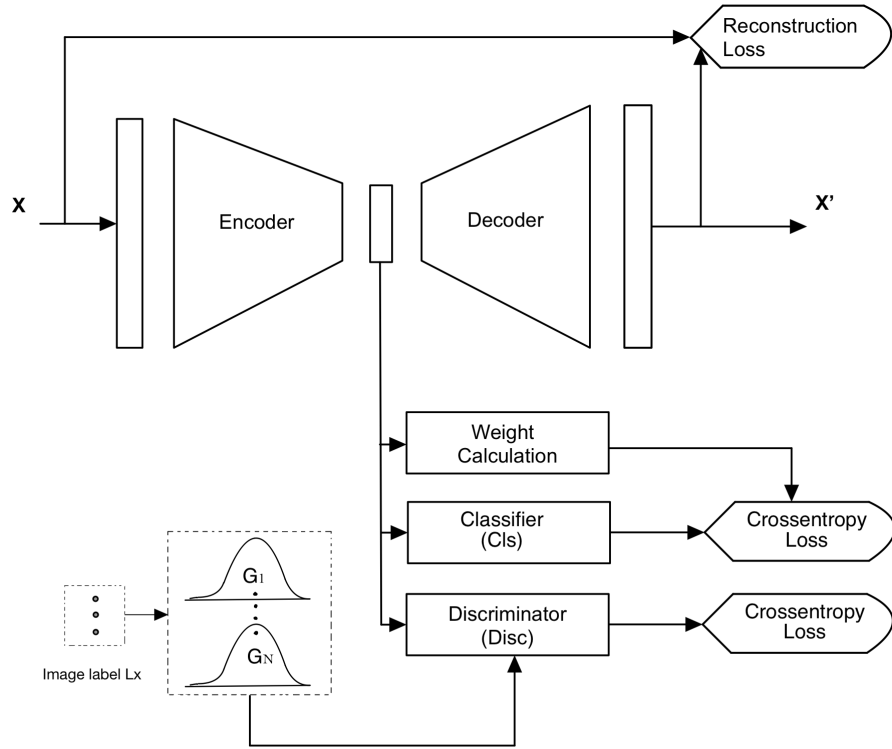 Reconstruction
Loss
X
Encoder
Decoder
X'
Weight
Calculation
Classifier
(Cls)
Crossentropy
Loss
G1
GN
Image label Lx
Discriminator
(Disc)
Crossentropy
Loss